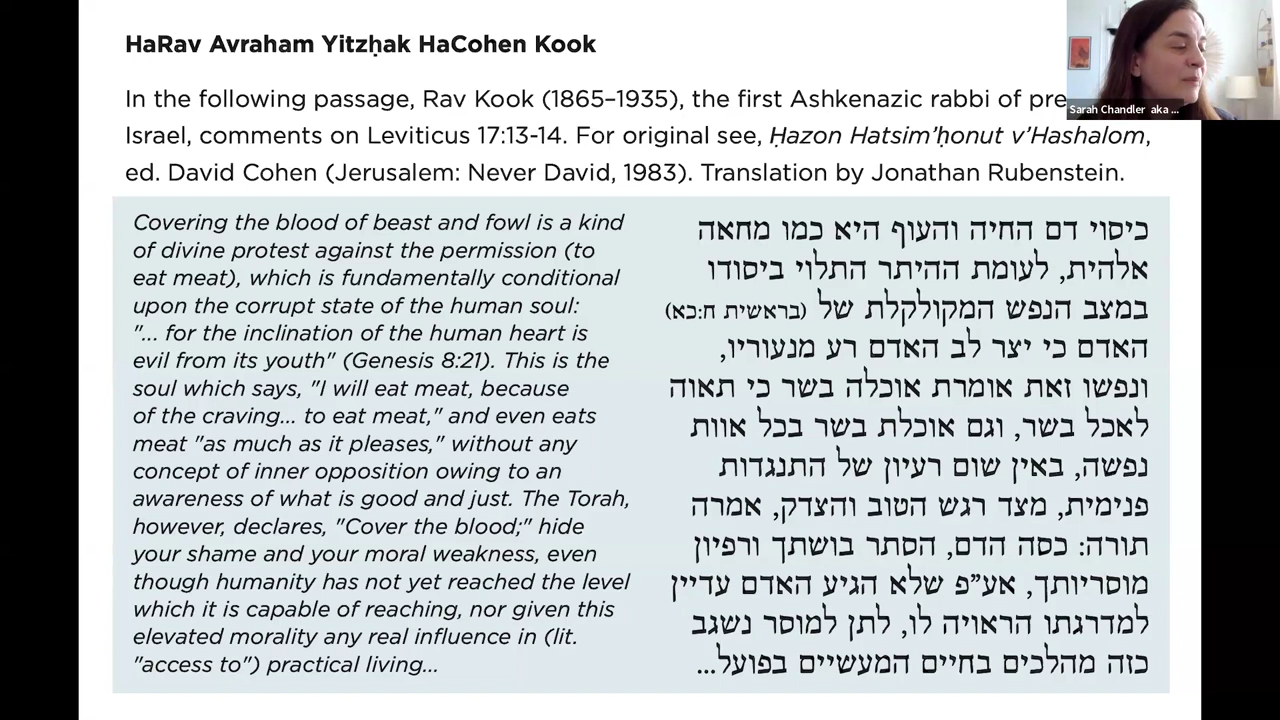 HaRav Avraham Yitzḥak HaCohen Kook
In the following passage, Rav Kook (1865–1935), the first Ashkenazic rabbi of pre
Israel, comments on Leviticus 17:13-14. For original see, Ḥazon Hatsim'ḥonut v'Hashalom,
ed. David Cohen (Jerusalem: Never David, 1983). Translation by Jonathan Rubenstein.
Covering the blood of beast and fowl is a kind
of divine protest against the permission (to
eat meat), which is fundamentally conditional
upon the corrupt state of the human soul:
"... for the inclination of the human heart is
evil from its youth" (Genesis 8:21). This is the
soul which says, "I will eat meat, because
of the craving... to eat meat," and even eats
meat "as much as it pleases," without any
concept of inner opposition owing to an
awareness of what is good and just. The Torah,
however, declares, "Cover the blood;" hide
your shame and your moral weakness, even
though humanity has not yet reached the level
which it is capable of reaching, nor given this
elevated morality any real influence in (lit.
"access to") practical living...
כיסוי דם החיה והעוף היא כמו מחאה
אלהית, לעומת ההיתר התלוי ביסודו
במצב הנפש המקולקלת של (בראשית ח:כא)
האדם כי יצר לב האדם רע מנעוריו,
ונפשו זאת אומרת אוכלה בשר כי תאוה
לאכל בשר, וגם אוכלת בשר בכל אוות
נפשה, באין שום רעיון של התנגדות
פנימית, מצד רגש הטוב והצדק, אמרה
תורה: כסה הדם, הסתר בושתך ורפיון
מוסריותך, אע״פ שלא הגיע האדם עדיין
למדרגתו הראויה לו, לתן למוסר נשגב
כזה מהלכים בחיים המעשיים בפועל...
Sarah Chandler aka ...